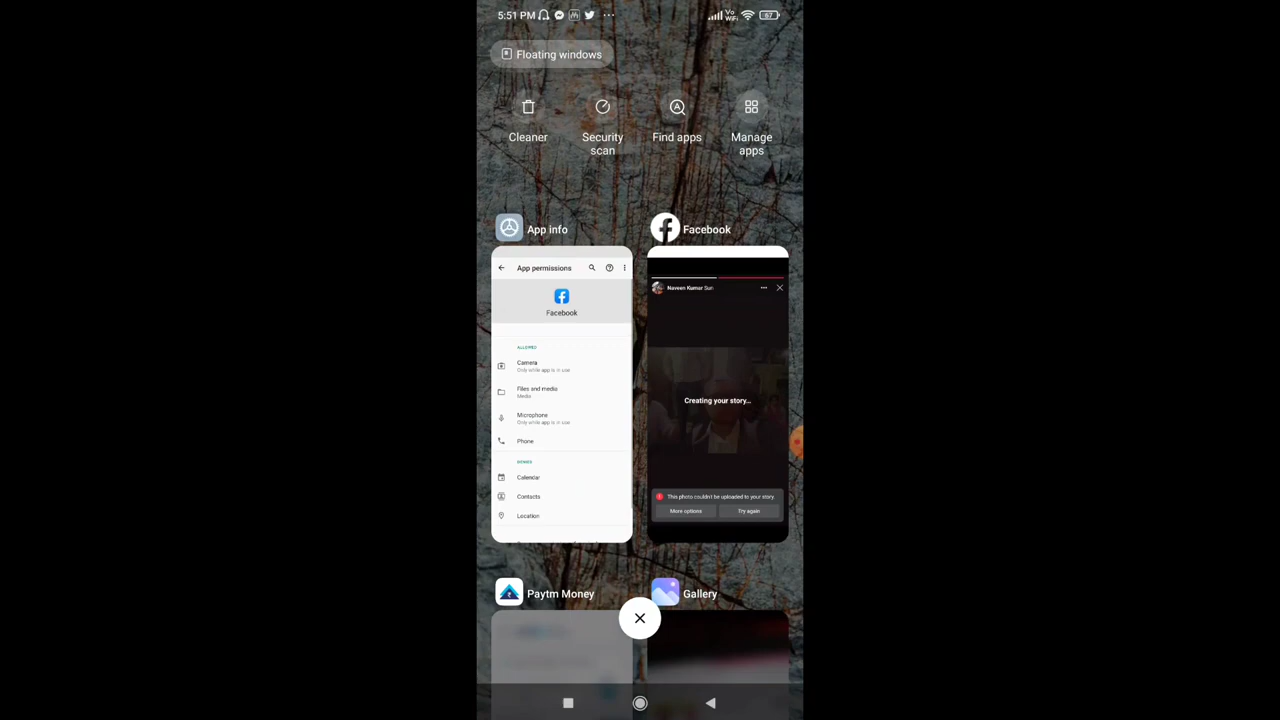 5:51 PM
Vo
WiFi
67
Floating windows
Cleaner
Security
scan
Find apps
Manage
apps
App info
App permissions
Facebook
ALLOWED
Camera
Only while app is in use
Files and media
Media
Microphone
Only while app is in use
Phone
DENIED
Calendar
Contacts
Location
Facebook
Naveen Kumar Sun
Creating your story...
This photo couldn't be uploaded to your story.
More options
Try again
Paytm Money
Gallery